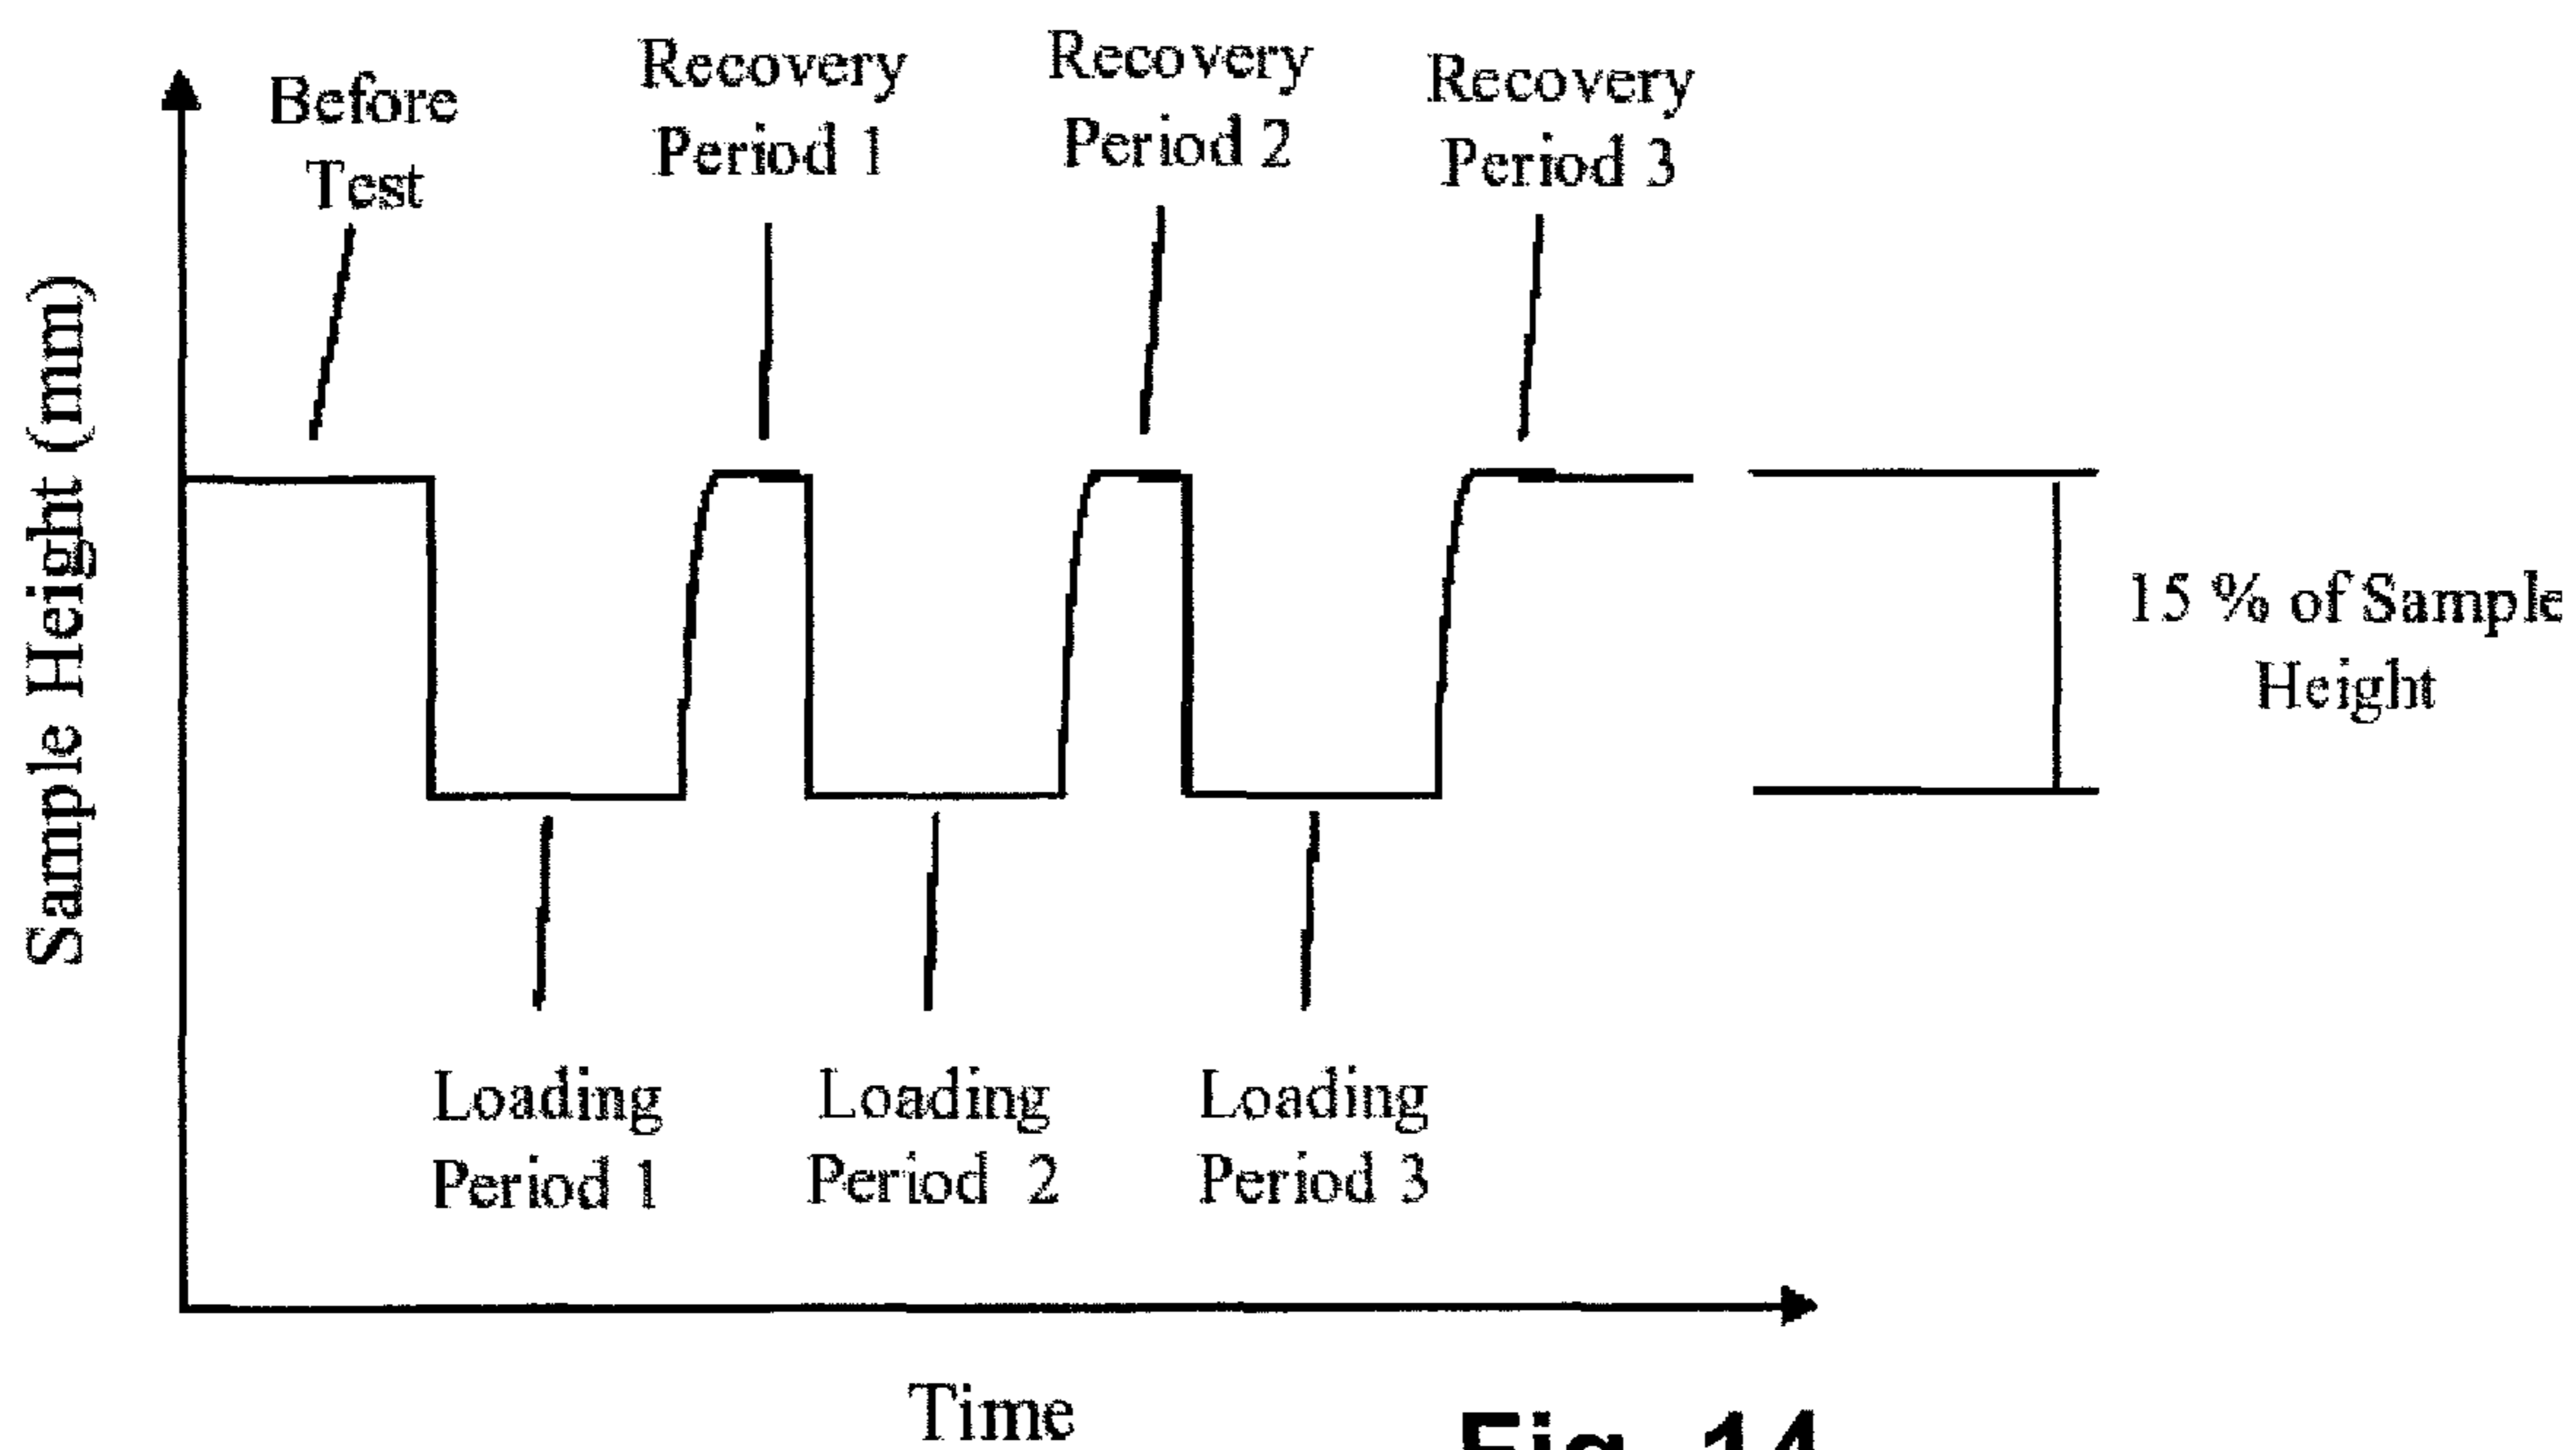 Before
Test
Recovery
Period 1
Recovery
Period 2
Recovery
Period 3
Sample Height (mm)
15 % of Sample
Height
Loading
Period 1
Loading
Period 2
Loading
Period 3
Time
Fig. 14